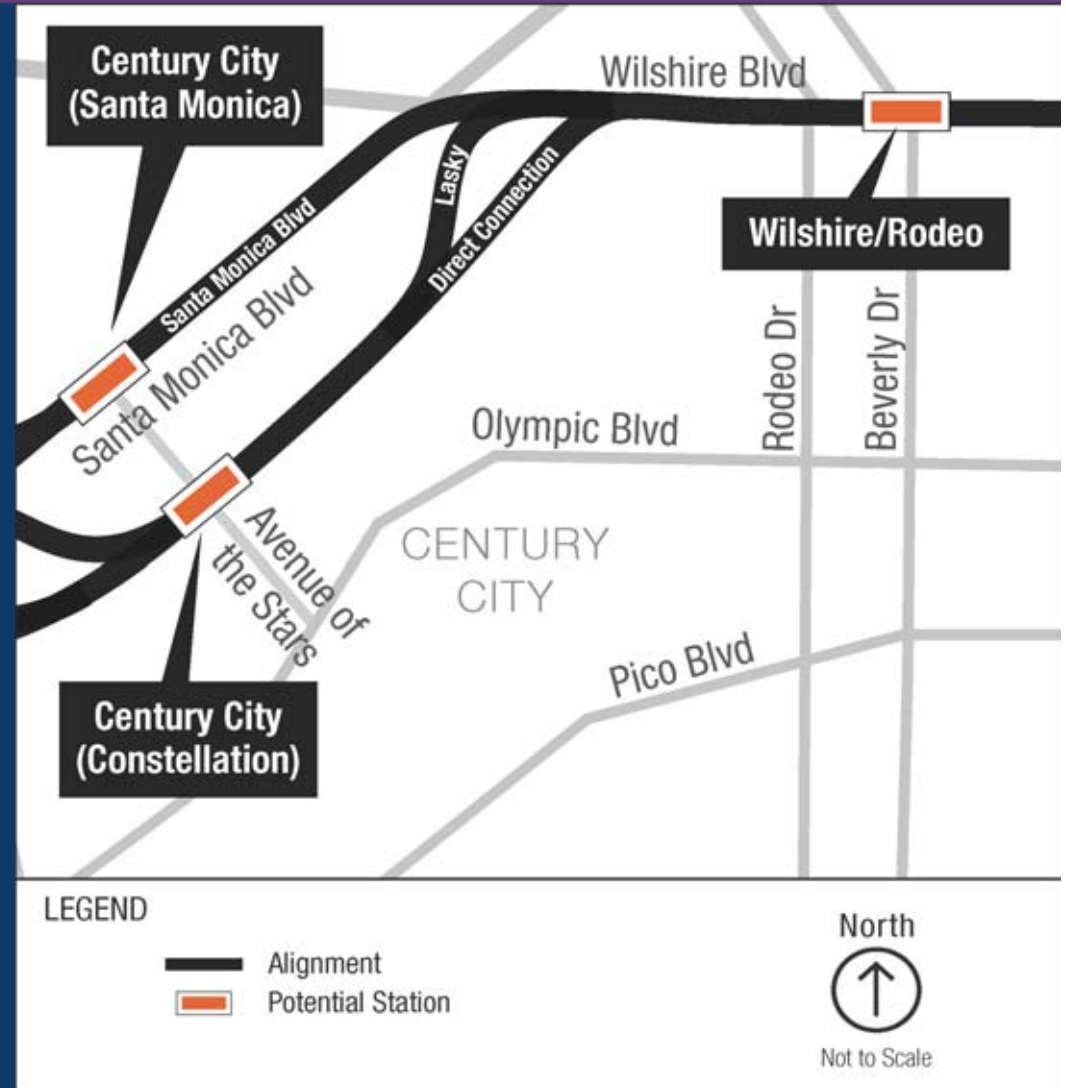 Century City
(Santa Monica)
Wilshire Blvd
Lasky
Direct Connection
Santa Monica Blvd
Santa Monica Blvd
Wilshire/Rodeo
Rodeo Dr
Beverly Dr
Olympic Blvd
CENTURY
CITY
Avenue of
the Stars
Pico Blvd
Century City
(Constellation)
LEGEND
Alignment
Potential Station
North
Not to Scale